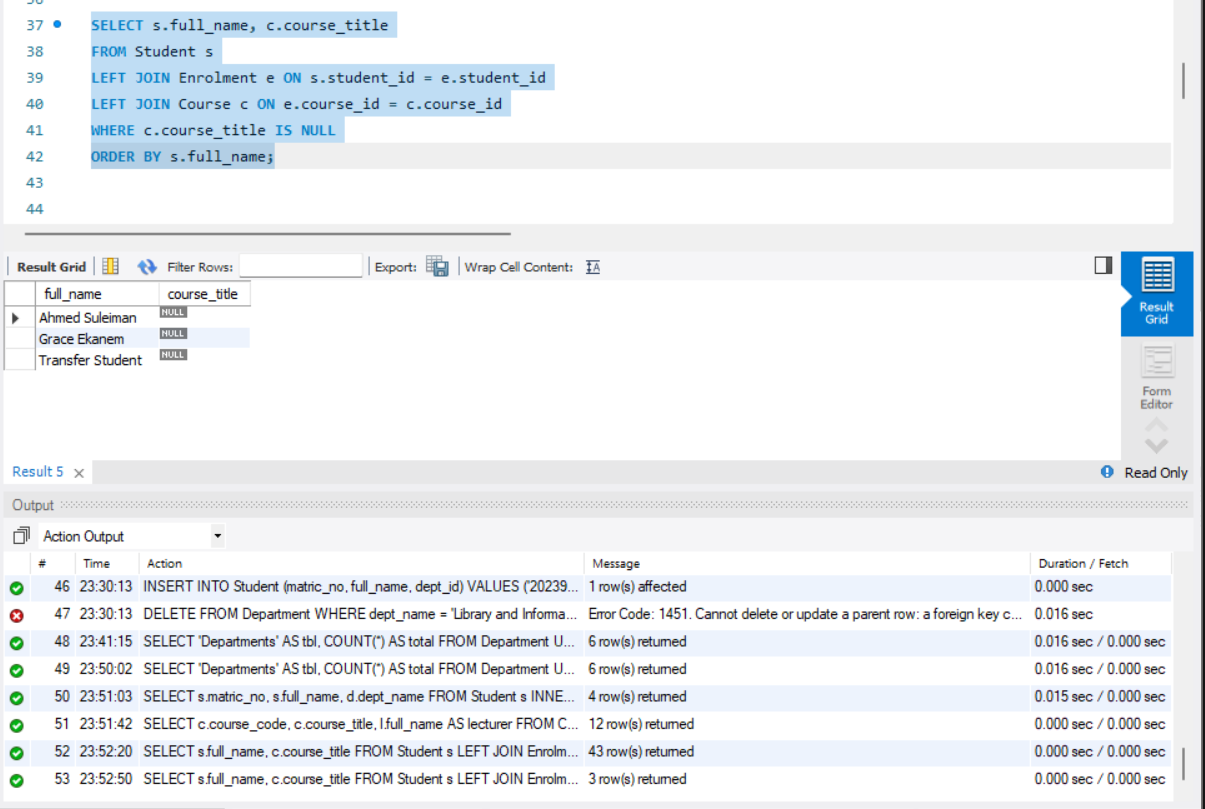 37 SELECT s.full_name, c.course_title
38 FROM Student s
39 LEFT JOIN Enrolment e ON s.student_id = e.student_id
40 LEFT JOIN Course c ON e.course_id = c.course_id
41 WHERE c.course_title IS NULL
42 ORDER BY s.full_name;
43
44
Result Grid Filter Rows: Export: Wrap Cell Content: IA
full_name course_title
Ahmed Suleiman NULL
Grace Ekanem NULL
Transfer Student NULL
Result Grid
Form Editor
Result 5 Read Only
Output
Action Output
# Time Action Message Duration / Fetch
46 23:30:13 INSERT INTO Student (matric_no, full_name, dept_id) VALUES ('20239... 1 row(s) affected 0.000 sec
47 23:30:13 DELETE FROM Department WHERE dept_name = 'Library and Informa... Error Code: 1451. Cannot delete or update a parent row: a foreign key c... 0.016 sec
48 23:41:15 SELECT 'Departments' AS tbl, COUNT(*) AS total FROM Department U... 6 row(s) returned 0.016 sec / 0.000 sec
49 23:50:02 SELECT 'Departments' AS tbl, COUNT(*) AS total FROM Department U... 6 row(s) returned 0.016 sec / 0.000 sec
50 23:51:03 SELECT s.matric_no, s.full_name, d.dept_name FROM Student s INNE... 4 row(s) returned 0.015 sec / 0.000 sec
51 23:51:42 SELECT c.course_code, c.course_title, l.full_name AS lecturer FROM C... 12 row(s) returned 0.000 sec / 0.000 sec
52 23:52:20 SELECT s.full_name, c.course_title FROM Student s LEFT JOIN Enrolm... 43 row(s) returned 0.000 sec / 0.000 sec
53 23:52:50 SELECT s.full_name, c.course_title FROM Student s LEFT JOIN Enrolm... 3 row(s) returned 0.000 sec / 0.000 sec